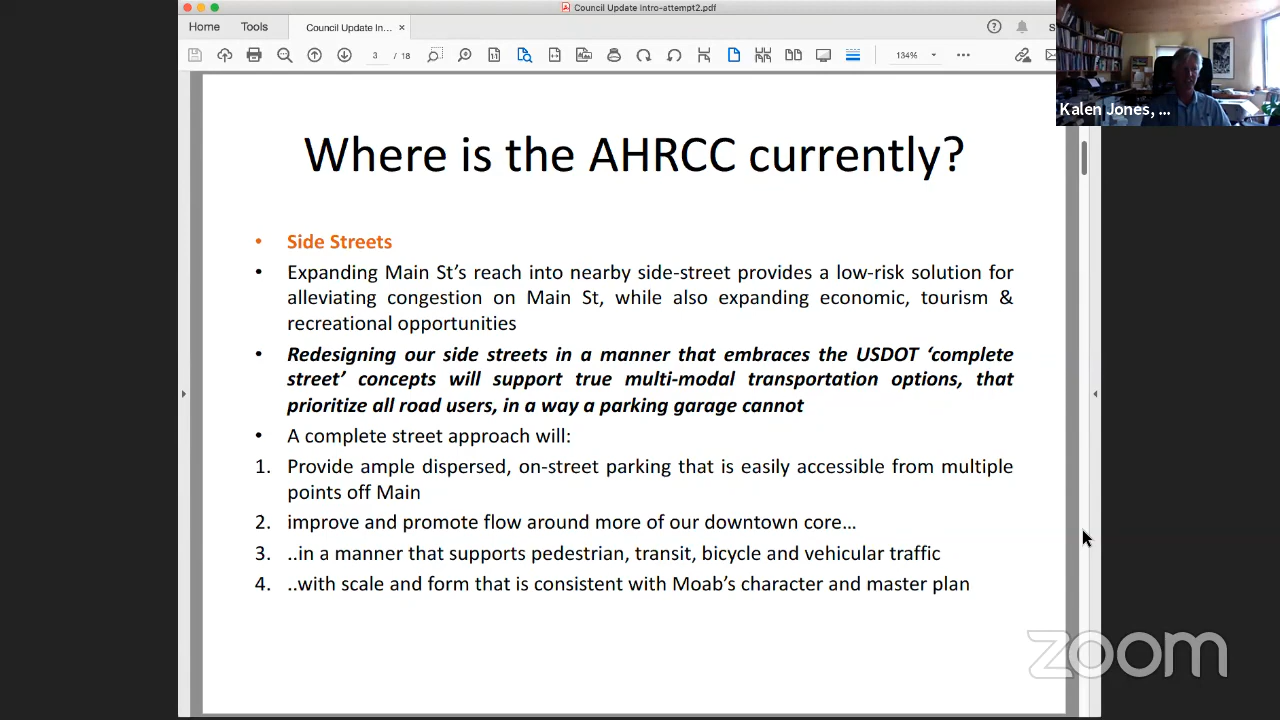 Council Update Intro-attempt2.pdf
Home Tools Council Update In... ×
3 / 18 134%
Kalen Jones, ...
Where is the AHRCC currently?
• Side Streets
• Expanding Main St’s reach into nearby side-street provides a low-risk solution for
alleviating congestion on Main St, while also expanding economic, tourism &
recreational opportunities
• Redesigning our side streets in a manner that embraces the USDOT ‘complete
street’ concepts will support true multi-modal transportation options, that
prioritize all road users, in a way a parking garage cannot
• A complete street approach will:
1. Provide ample dispersed, on-street parking that is easily accessible from multiple
points off Main
2. improve and promote flow around more of our downtown core…
3. ..in a manner that supports pedestrian, transit, bicycle and vehicular traffic
4. ..with scale and form that is consistent with Moab’s character and master plan
zoom